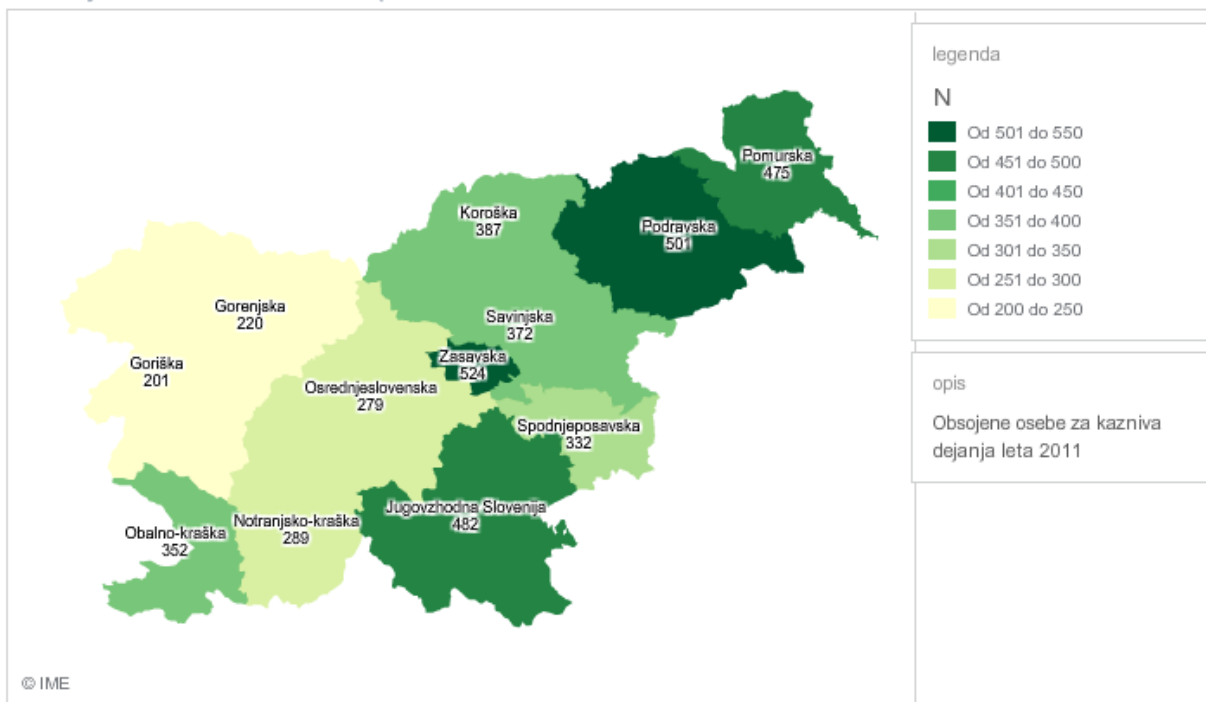 legenda
N
Od 501 do 550
Od 451 do 500
Od 401 do 450
Od 351 do 400
Od 301 do 350
Od 251 do 300
Od 200 do 250
opis
Obsojene osebe za kazniva
dejanja leta 2011
Pomurska
475
Koroška
387
Podravska
501
Gorenjska
220
Savinjska
372
Goriška
201
Zasavska
524
Osrednjeslovenska
279
Spodnjeposavska
332
Jugovzhodna Slovenija
482
Notranjsko-kraška
289
Obalno-kraška
352
© IME